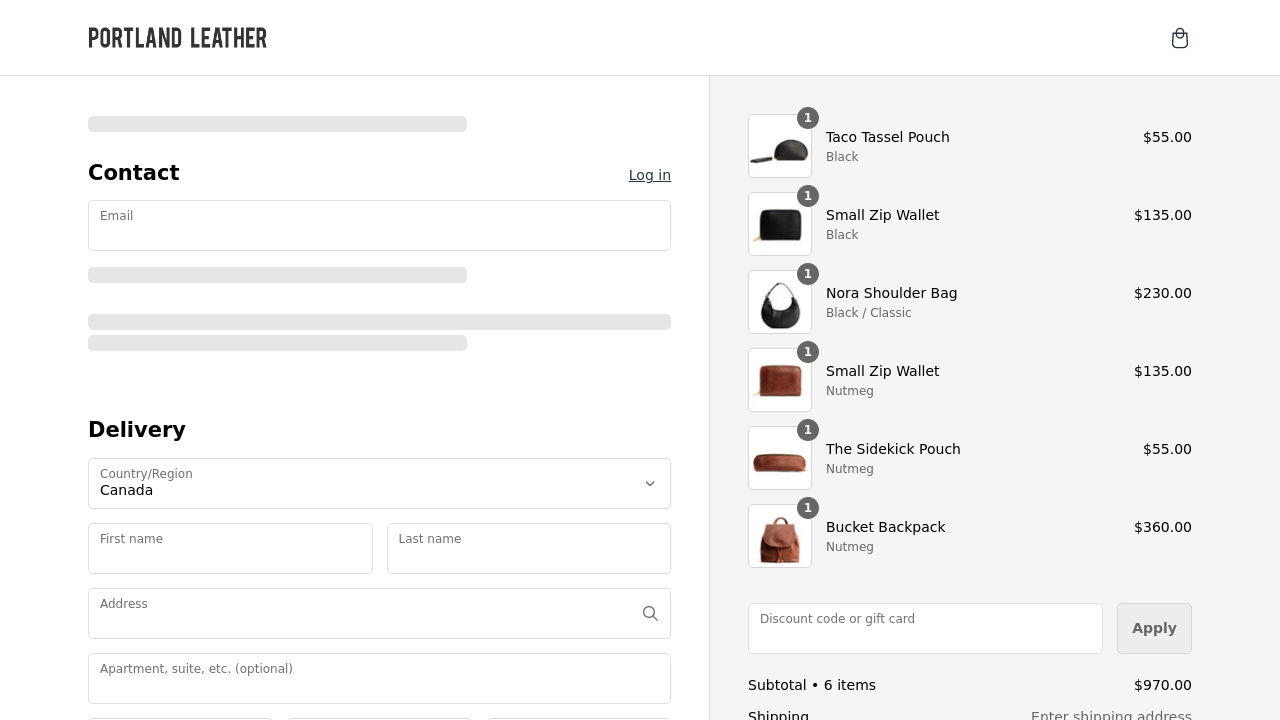 PORTLAND LEATHER
Contact
Log in
Email
Delivery
Country/Region
Canada
First name
Last name
Address
Apartment, suite, etc. (optional)
1
Taco Tassel Pouch
$55.00
Black
1
Small Zip Wallet
$135.00
Black
1
Nora Shoulder Bag
$230.00
Black / Classic
1
Small Zip Wallet
$135.00
Nutmeg
1
The Sidekick Pouch
$55.00
Nutmeg
1
Bucket Backpack
$360.00
Nutmeg
Discount code or gift card
Apply
Subtotal • 6 items
$970.00
Shipping
Enter shipping address